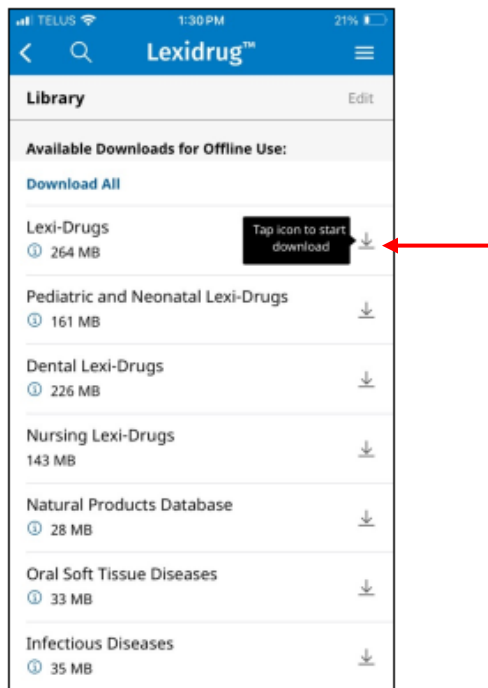 TELUS 1:30 PM 21%
Lexidrug™
Library Edit
Available Downloads for Offline Use:
Download All
Lexi-Drugs
264 MB
Tap icon to start
download
Pediatric and Neonatal Lexi-Drugs
161 MB
Dental Lexi-Drugs
226 MB
Nursing Lexi-Drugs
143 MB
Natural Products Database
28 MB
Oral Soft Tissue Diseases
33 MB
Infectious Diseases
35 MB